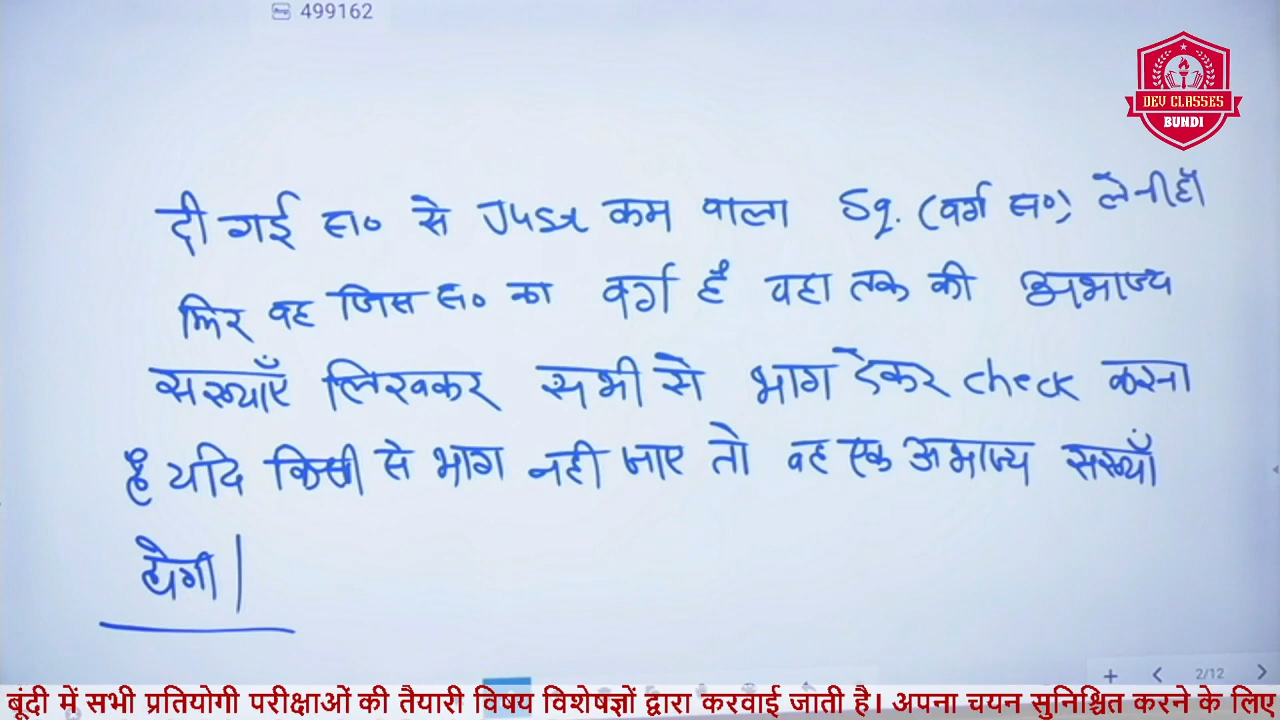 499162
DEV CLASSES
BUNDI
दी गई सं० से Just कम वाला Sq. (वर्ग सं०) लेनी हों
फिर वह जिस सं० का वर्ग हैं वहा तक की अभाज्य
सख्याएँ लिखकर सभी से भाग देकर check करना
हैं यदि किसी से भाग नही जाए तो वह एक अभाज्य सख्याँ
होगी|
2/12
बूंदी में सभी प्रतियोगी परीक्षाओं की तैयारी विषय विशेषज्ञों द्वारा करवाई जाती है। अपना चयन सुनिश्चित करने के लिए